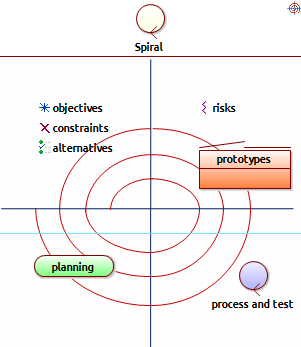 Spiral
objectives
risks
constraints
alternatives
prototypes
planning
process and test